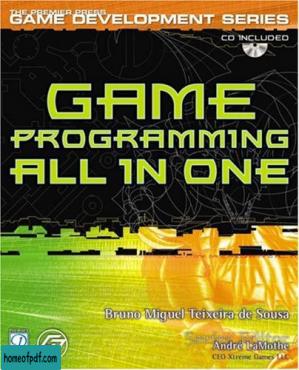 THE PREMIER PRESS
GAME DEVELOPMENT SERIES
CD INCLUDED
GAME
PROGRAMMING
ALL IN ONE
Bruno Miguel Teixeira de Sousa
André LaMothe
CEO Xtreme Games LLC
homeofpdf.com